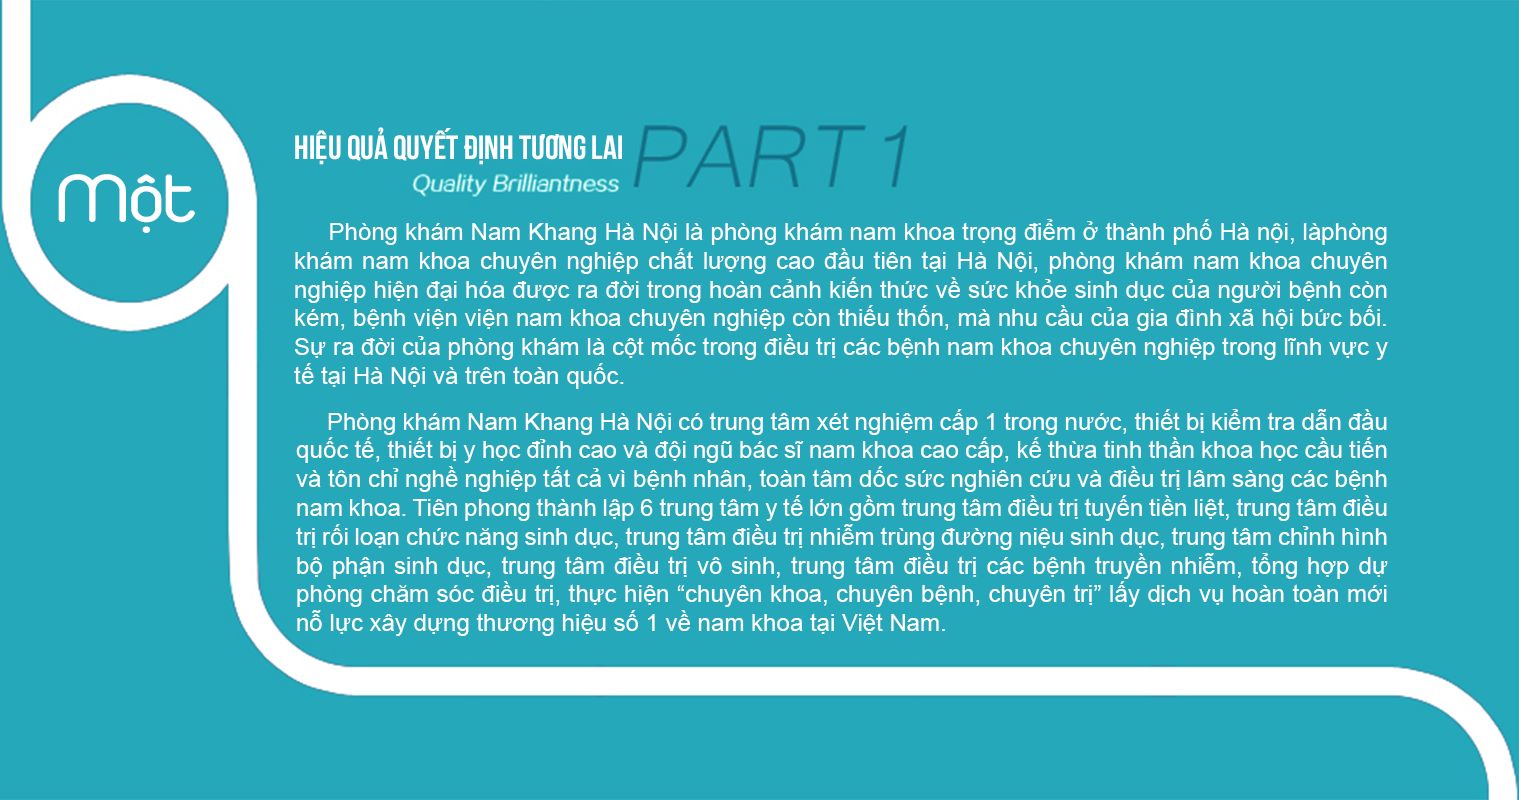 một
HIỆU QUẢ QUYẾT ĐỊNH TƯƠNG LAI
PART 1
Quality Brilliantness
Phòng khám Nam Khang Hà Nội là phòng khám nam khoa trọng điểm ở thành phố Hà nội, làphòng
khám nam khoa chuyên nghiệp chất lượng cao đầu tiên tại Hà Nội, phòng khám nam khoa chuyên
nghiệp hiện đại hóa được ra đời trong hoàn cảnh kiến thức về sức khỏe sinh dục của người bệnh còn
kém, bệnh viện viện nam khoa chuyên nghiệp còn thiếu thốn, mà nhu cầu của gia đình xã hội bức bối.
Sự ra đời của phòng khám là cột mốc trong điều trị các bệnh nam khoa chuyên nghiệp trong lĩnh vực y
tế tại Hà Nội và trên toàn quốc.
Phòng khám Nam Khang Hà Nội có trung tâm xét nghiệm cấp 1 trong nước, thiết bị kiểm tra dẫn đầu
quốc tế, thiết bị y học đỉnh cao và đội ngũ bác sĩ nam khoa cao cấp, kế thừa tinh thần khoa học cầu tiến
và tôn chỉ nghề nghiệp tất cả vì bệnh nhân, toàn tâm dốc sức nghiên cứu và điều trị lâm sàng các bệnh
nam khoa. Tiên phong thành lập 6 trung tâm y tế lớn gồm trung tâm điều trị tuyến tiền liệt, trung tâm điều
trị rối loạn chức năng sinh dục, trung tâm điều trị nhiễm trùng đường niệu sinh dục, trung tâm chỉnh hình
bộ phận sinh dục, trung tâm điều trị vô sinh, trung tâm điều trị các bệnh truyền nhiễm, tổng hợp dự
phòng chăm sóc điều trị, thực hiện “chuyên khoa, chuyên bệnh, chuyên trị” lấy dịch vụ hoàn toàn mới
nỗ lực xây dựng thương hiệu số 1 về nam khoa tại Việt Nam.